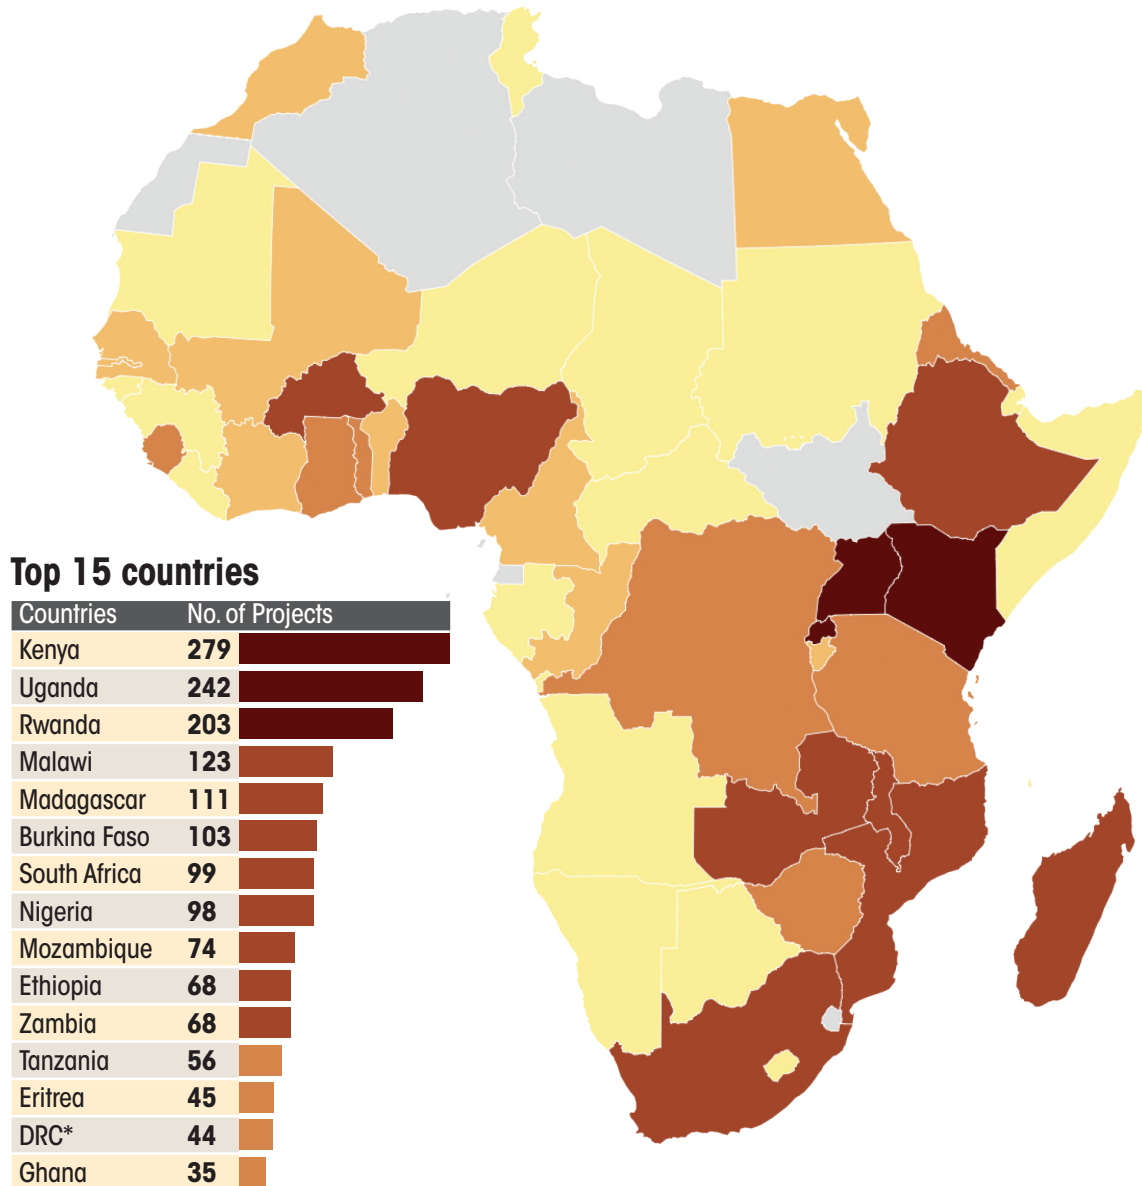 Top 15 countries
Countries No. of Projects
Kenya 279
Uganda 242
Rwanda 203
Malawi 123
Madagascar 111
Burkina Faso 103
South Africa 99
Nigeria 98
Mozambique 74
Ethiopia 68
Zambia 68
Tanzania 56
Eritrea 45
DRC* 44
Ghana 35